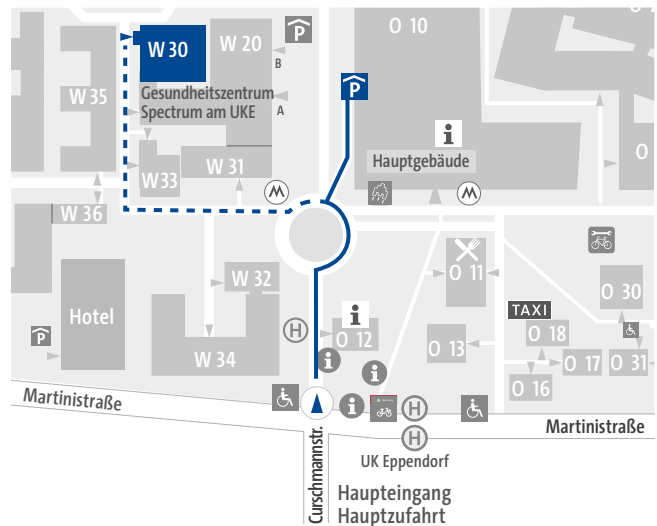 W 30
W 20
P
O 10
P
B
Gesundheitszentrum
Spectrum am UKE
A
W 35
i
Hauptgebäude
O
W 31
W33
M
M
W 36
W 32
O 11
O 30
Hotel
P
H
i
O 12
TAXI
O 18
O 13
W 34
O 17
O 31
O 16
i
i
i
H
Martinistraße
Martinistraße
H
UK Eppendorf
Curschmannstr.
Haupteingang
Hauptzufahrt